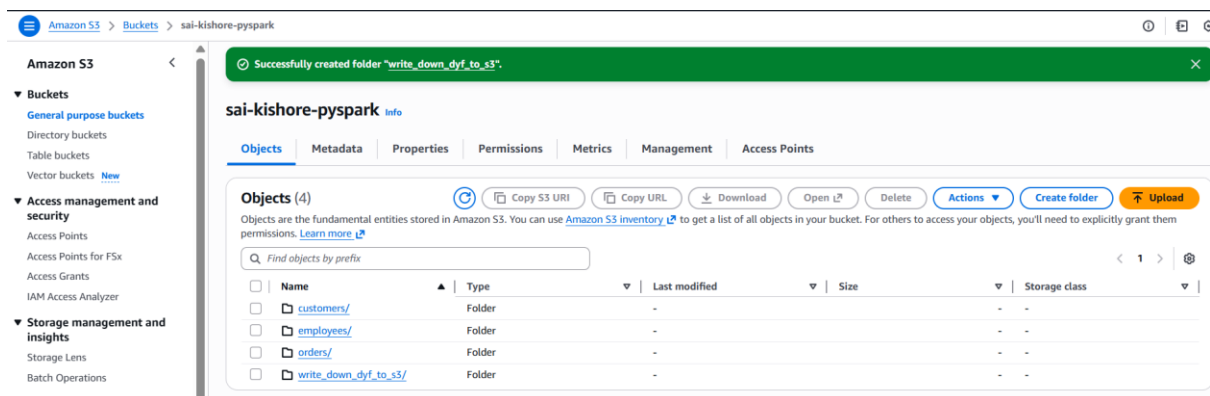 Amazon S3 > Buckets > sai-kishore-pyspark
Amazon S3
Buckets
General purpose buckets
Directory buckets
Table buckets
Vector buckets New
Access management and security
Access Points
Access Points for FSx
Access Grants
IAM Access Analyzer
Storage management and insights
Storage Lens
Batch Operations
Successfully created folder "write_down_dyf_to_s3".
sai-kishore-pyspark Info
Objects Metadata Properties Permissions Metrics Management Access Points
Objects (4) Copy S3 URI Copy URL Download Open Delete Actions Create folder Upload
Objects are the fundamental entities stored in Amazon S3. You can use Amazon S3 inventory to get a list of all objects in your bucket. For others to access your objects, you'll need to explicitly grant them
permissions. Learn more
Find objects by prefix
< 1 >
Name Type Last modified Size Storage class
customers/ Folder - - -
employees/ Folder - - -
orders/ Folder - - -
write_down_dyf_to_s3/ Folder - - -